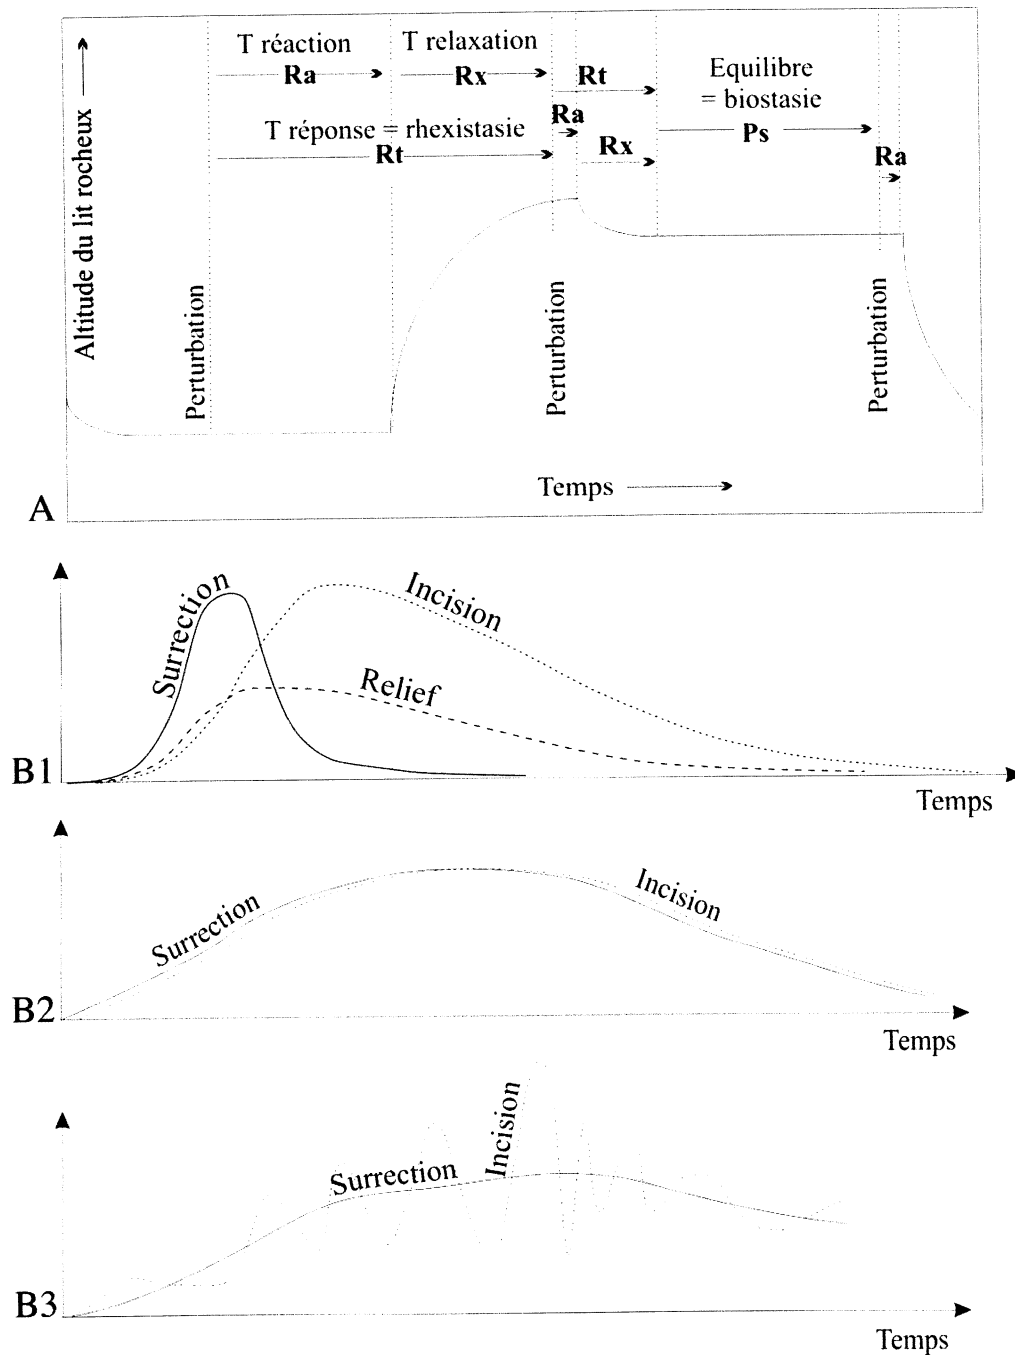 T réaction
Ra
T relaxation
Rx
Rt
Equilibre
= biostasie
Ps
Ra
Rx
Ra
T réponse = rhexistasie
Rt
Altitude du lit rocheux
Perturbation
Perturbation
Perturbation
Temps
A
Surrection
Incision
Relief
B1
Temps
Surrection
Incision
B2
Temps
Surrection
Incision
B3
Temps